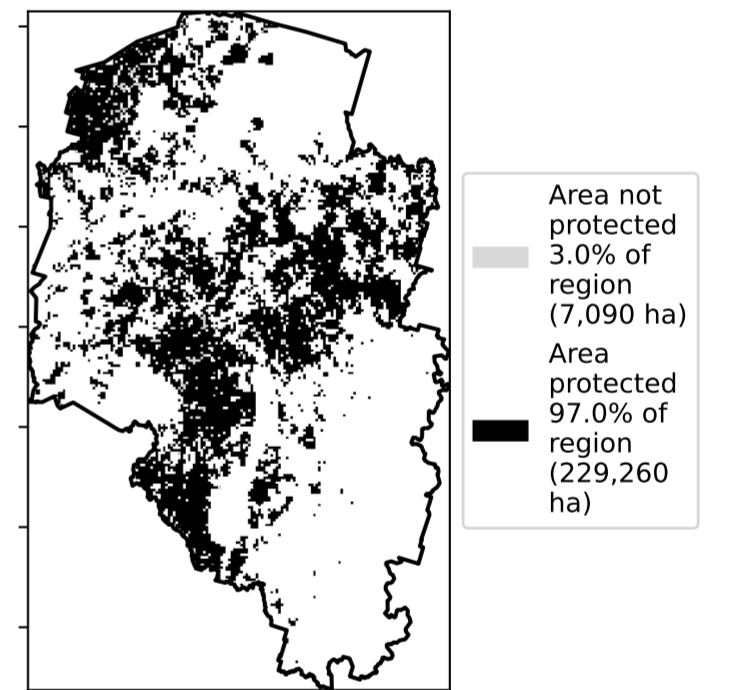 Area not
protected
3.0% of
region
(7,090 ha)
Area
protected
97.0% of
region
(229,260
ha)